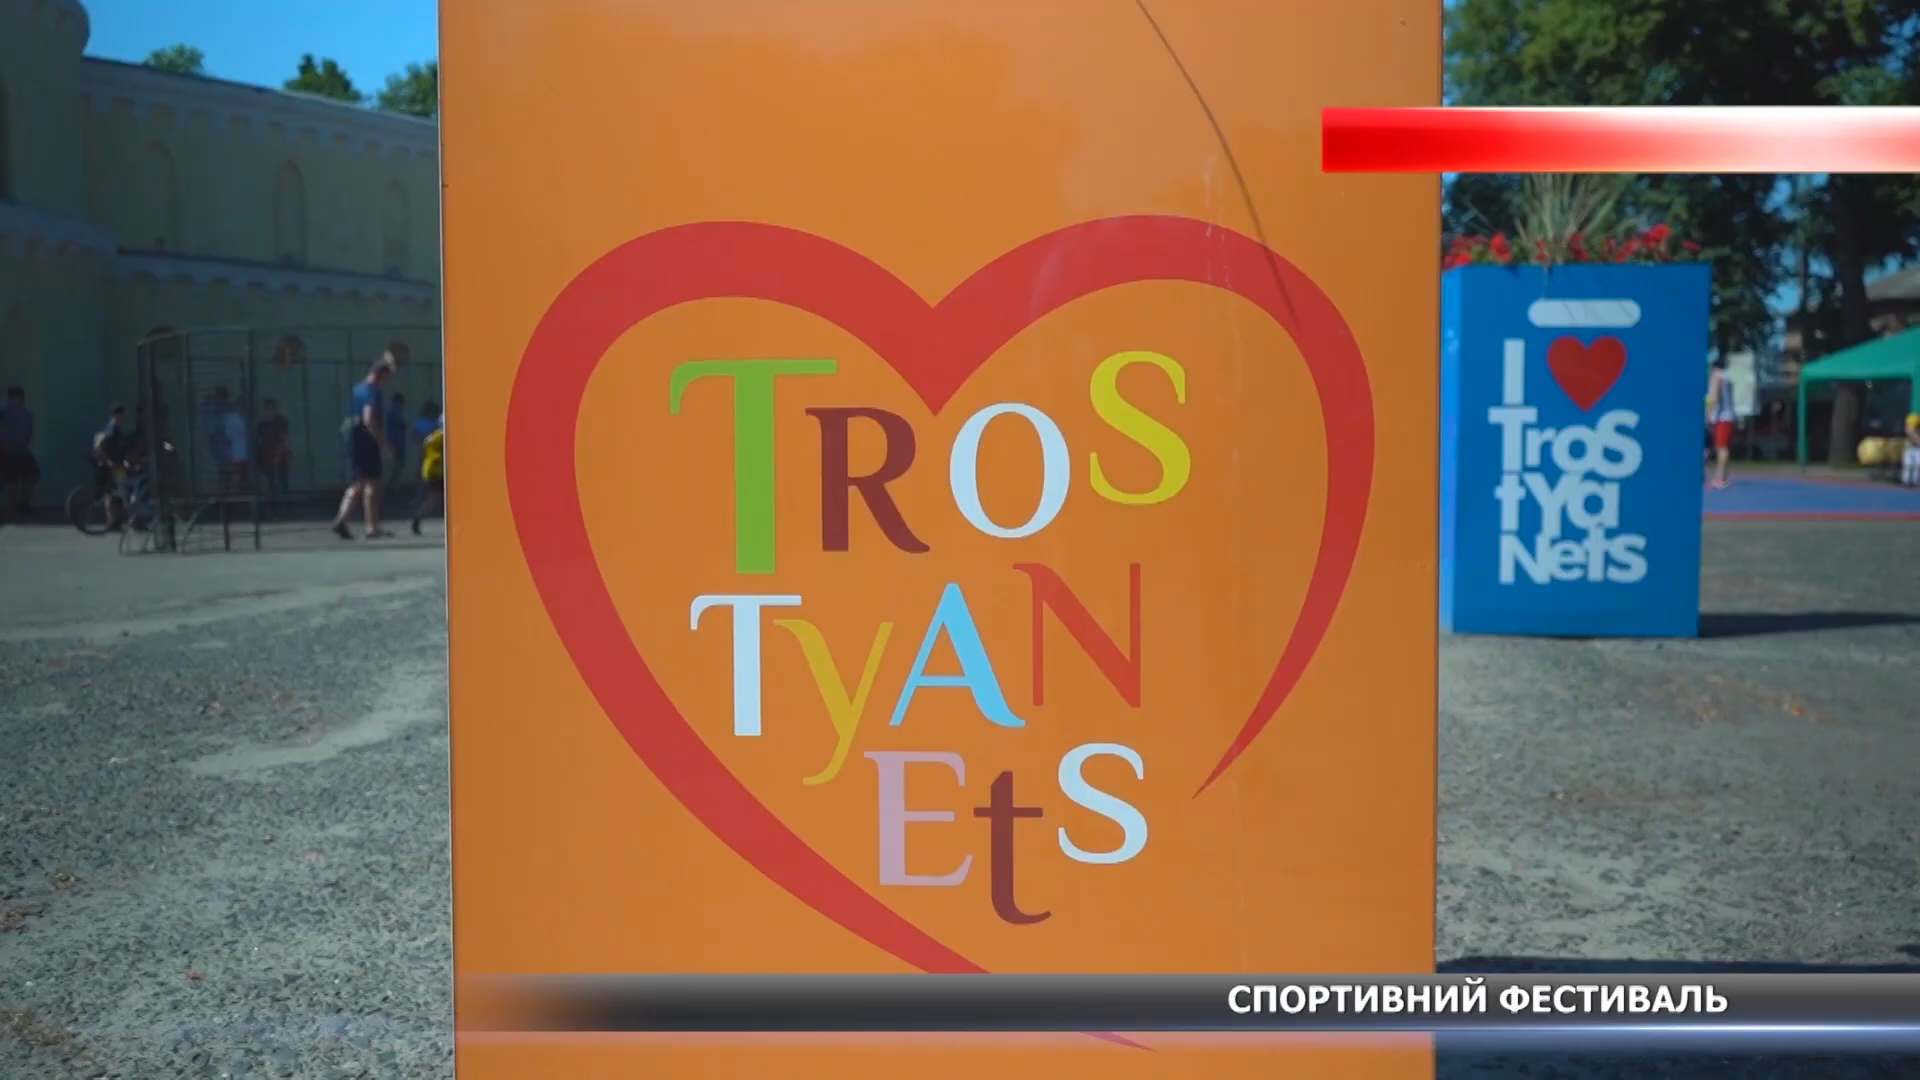 TROS
TyAN
EtS
I
TroS
tYa
NetS
СПОРТИВНИЙ ФЕСТИВАЛЬ